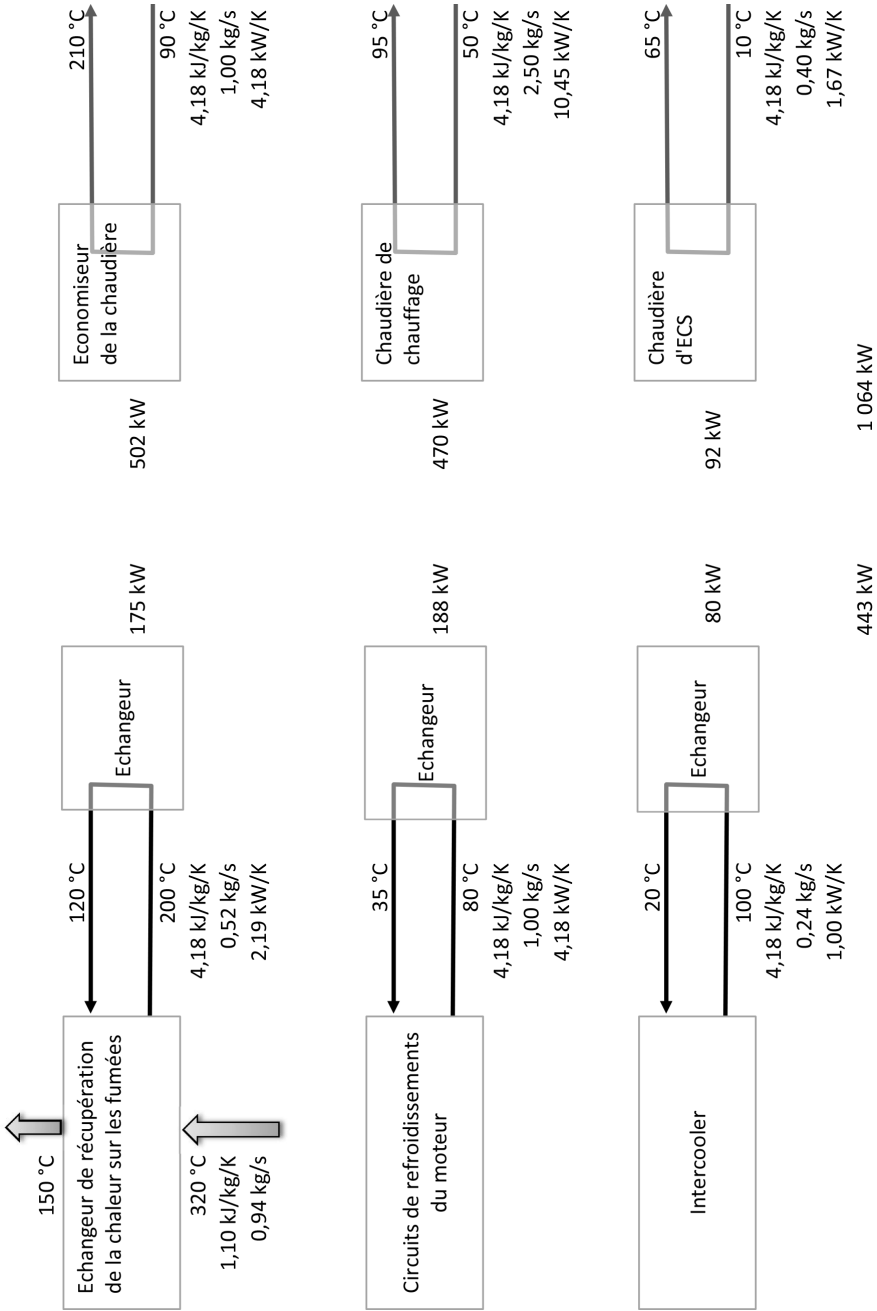 150 °C
Echangeur de récupération
de la chaleur sur les fumées
320 °C
1,10 kJ/kg/K
0,94 kg/s
120 °C
200 °C
4,18 kJ/kg/K
0,52 kg/s
2,19 kW/K
Echangeur
175 kW
502 kW
Economiseur
de la chaudière
210 °C
90 °C
4,18 kJ/kg/K
1,00 kg/s
4,18 kW/K
Circuits de refroidissements
du moteur
35 °C
80 °C
4,18 kJ/kg/K
1,00 kg/s
4,18 kW/K
Echangeur
188 kW
470 kW
Chaudière de
chauffage
95 °C
50 °C
4,18 kJ/kg/K
2,50 kg/s
10,45 kW/K
Intercooler
20 °C
100 °C
4,18 kJ/kg/K
0,24 kg/s
1,00 kW/K
Echangeur
80 kW
92 kW
Chaudière
d'ECS
65 °C
10 °C
4,18 kJ/kg/K
0,40 kg/s
1,67 kW/K
443 kW
1 064 kW